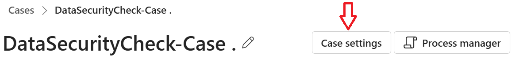 Cases > DataSecurityCheck-Case .
DataSecurityCheck-Case . Case settings Process manager